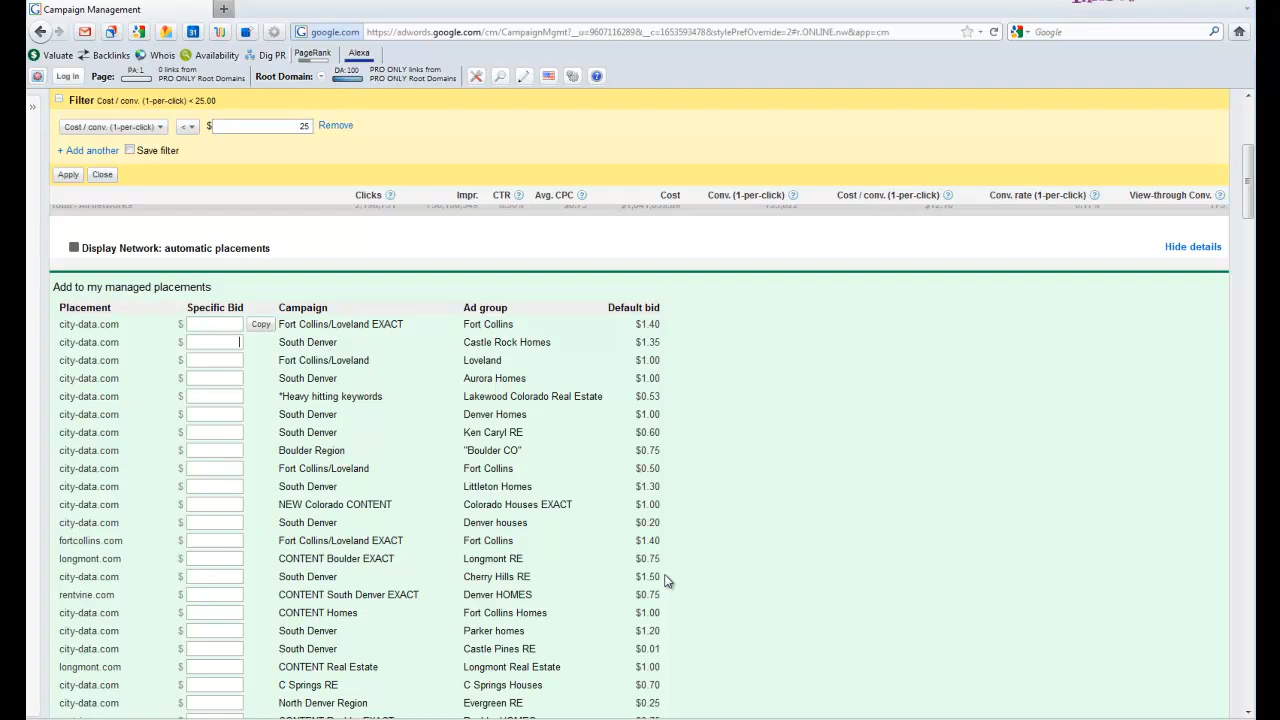 Campaign Management
google.com https://adwords.google.com/cm/CampaignMgmt?__u=9607116289&__c=1653593478&stylePrefOverride=2#r.ONLINE.nw&app=cm Google
Valuate Backlinks Whois Availability Dig PR PageRank Alexa
Log In Page: PA:1 0 links from PRO ONLY Root Domains Root Domain: DA:100 PRO ONLY links from PRO ONLY Root Domains
Filter Cost / conv. (1-per-click) < 25.00
Cost / conv. (1-per-click) < $ 25 Remove
+ Add another Save filter
Apply Close
Clicks Impr. CTR Avg. CPC Cost Conv. (1-per-click) Cost / conv. (1-per-click) Conv. rate (1-per-click) View-through Conv.
Display Network: automatic placements Hide details
Add to my managed placements
Placement Specific Bid Campaign Ad group Default bid
city-data.com $ Copy Fort Collins/Loveland EXACT Fort Collins $1.40
city-data.com $ South Denver Castle Rock Homes $1.35
city-data.com $ Fort Collins/Loveland Loveland $1.00
city-data.com $ South Denver Aurora Homes $1.00
city-data.com $ *Heavy hitting keywords Lakewood Colorado Real Estate $0.53
city-data.com $ South Denver Denver Homes $1.00
city-data.com $ South Denver Ken Caryl RE $0.60
city-data.com $ Boulder Region "Boulder CO" $0.75
city-data.com $ Fort Collins/Loveland Fort Collins $0.50
city-data.com $ South Denver Littleton Homes $1.30
city-data.com $ NEW Colorado CONTENT Colorado Houses EXACT $1.00
city-data.com $ South Denver Denver houses $0.20
fortcollins.com $ Fort Collins/Loveland EXACT Fort Collins $1.40
longmont.com $ CONTENT Boulder EXACT Longmont RE $0.75
city-data.com $ South Denver Cherry Hills RE $1.50
rentvine.com $ CONTENT South Denver EXACT Denver HOMES $0.75
city-data.com $ CONTENT Homes Fort Collins Homes $1.00
city-data.com $ South Denver Parker homes $1.20
city-data.com $ South Denver Castle Pines RE $0.01
longmont.com $ CONTENT Real Estate Longmont Real Estate $1.00
city-data.com $ C Springs RE C Springs Houses $0.70
city-data.com $ North Denver Region Evergreen RE $0.25